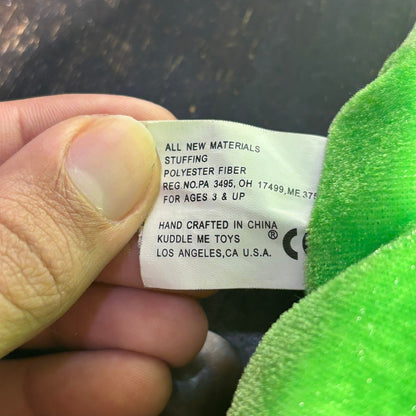 ALL NEW MATERIALS
STUFFING
POLYESTER FIBER
REG NO.PA 3495, OH 17499, ME 375
FOR AGES 3 & UP
HAND CRAFTED IN CHINA
KUDDLE ME TOYS ®
LOS ANGELES, CA U.S.A.
CE